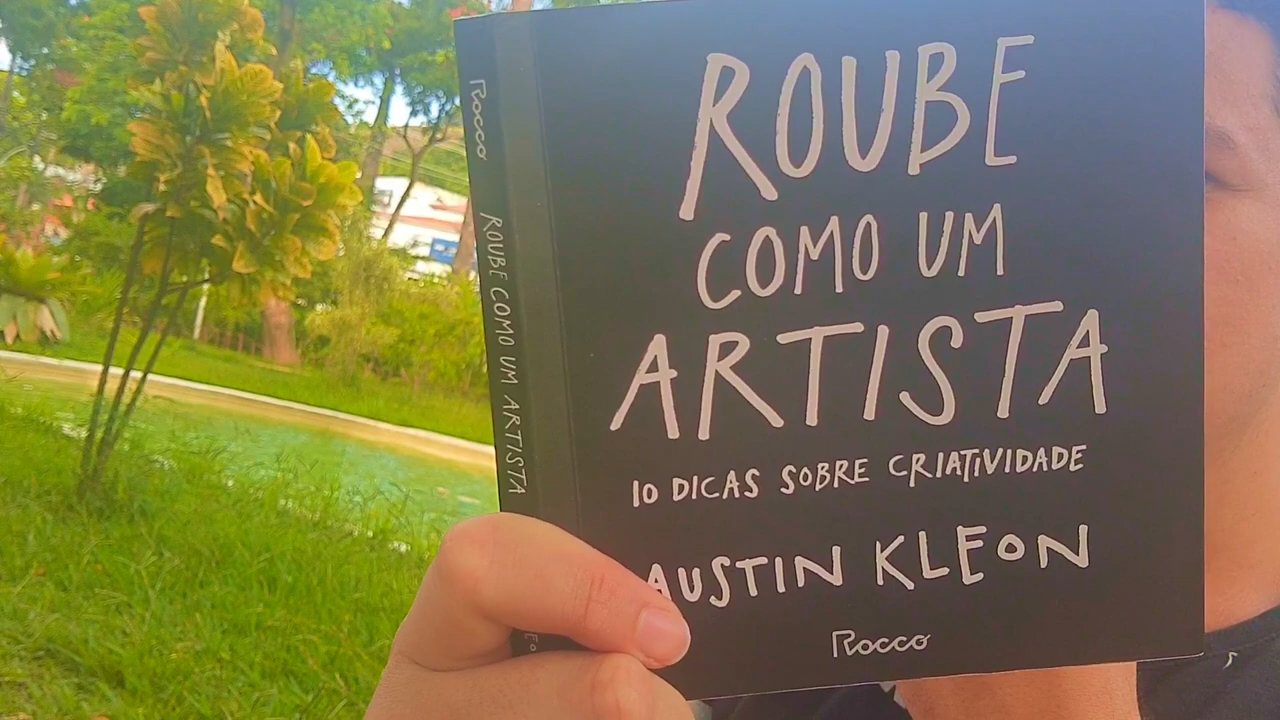 ROUBE
COMO UM
ARTISTA
10 DICAS SOBRE CRIATIVIDADE
AUSTIN KLEON
Rocco
Rocco
ROUBE COMO UM ARTISTA